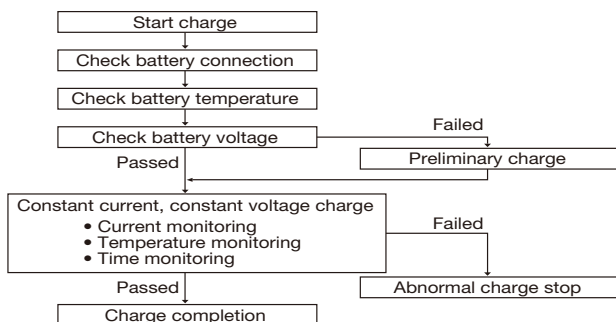 Start charge
Check battery connection
Check battery temperature
Check battery voltage
Failed
Passed
Preliminary charge
Constant current, constant voltage charge
• Current monitoring
• Temperature monitoring
• Time monitoring
Failed
Passed
Abnormal charge stop
Charge completion